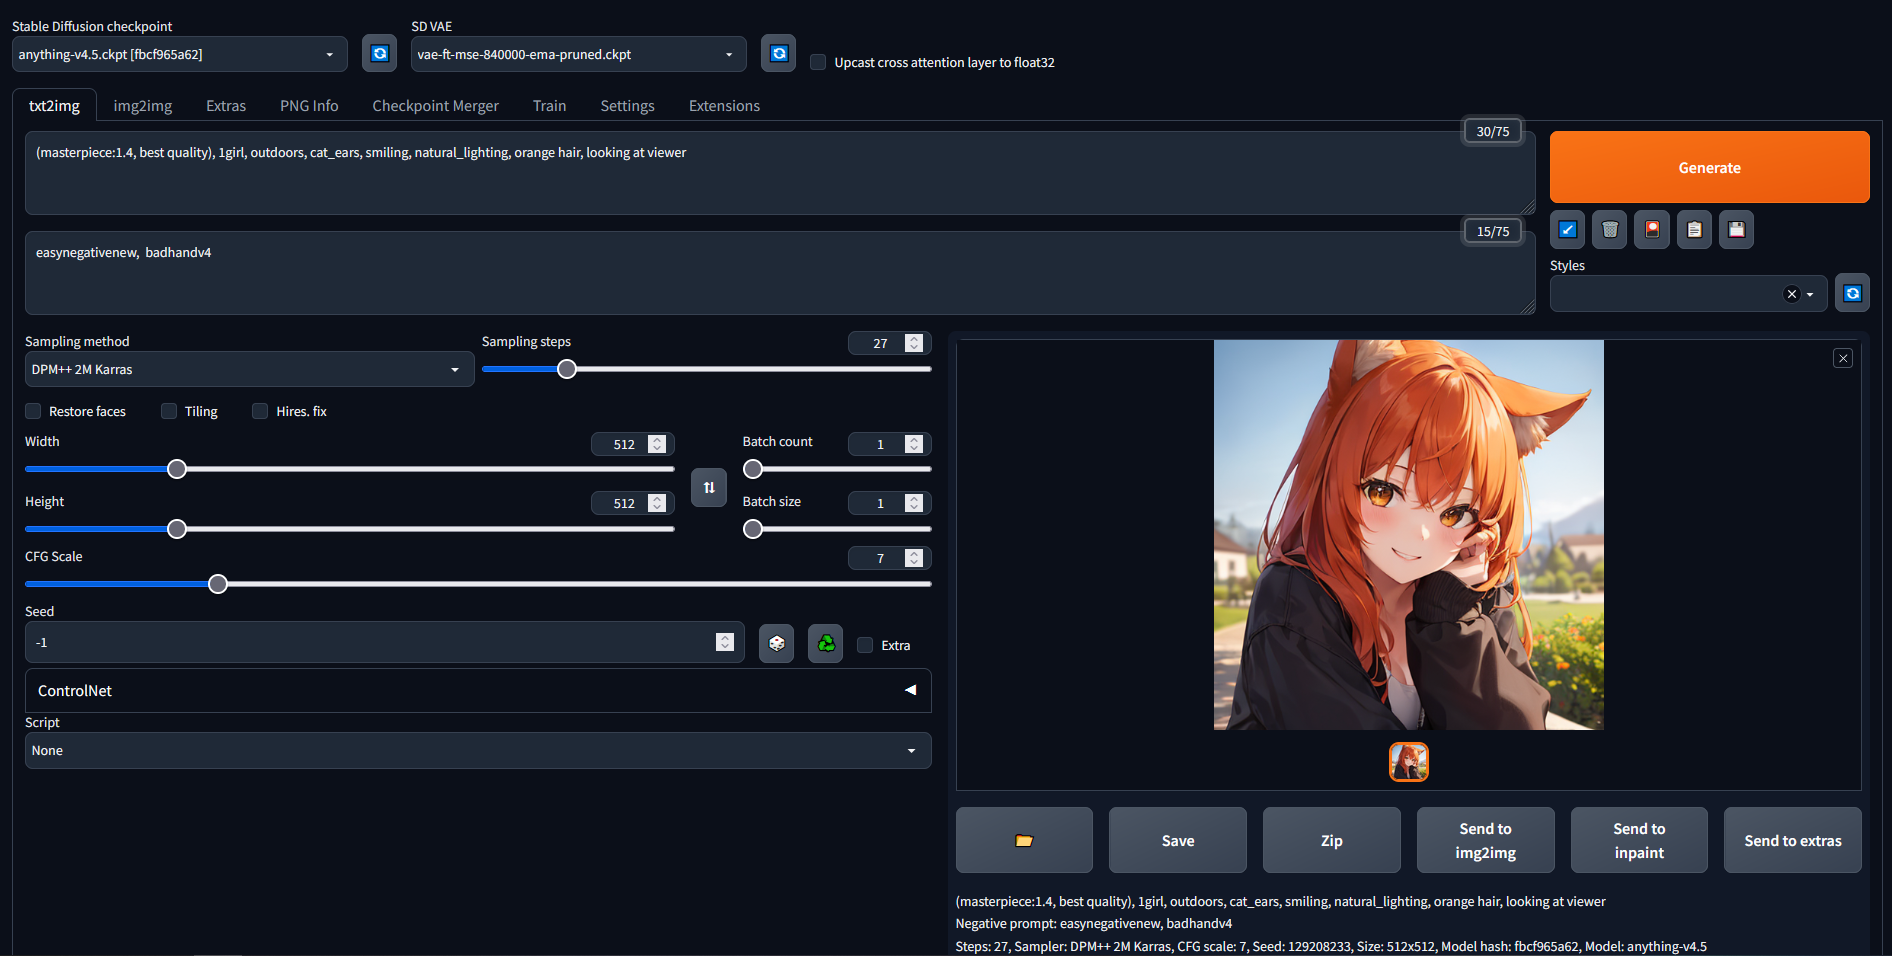 Stable Diffusion checkpoint
anything-v4.5.ckpt [fbcf965a62]
SD VAE
vae-ft-mse-840000-ema-pruned.ckpt
Upcast cross attention layer to float32
txt2img
img2img
Extras
PNG Info
Checkpoint Merger
Train
Settings
Extensions
30/75
(masterpiece:1.4, best quality), 1girl, outdoors, cat_ears, smiling, natural_lighting, orange hair, looking at viewer
Generate
15/75
easynegativenew, badhandv4
Styles
Sampling method
DPM++ 2M Karras
Sampling steps
27
Restore faces
Tiling
Hires. fix
Width
512
Batch count
1
Height
512
Batch size
1
CFG Scale
7
Seed
-1
Extra
ControlNet
Script
None
Save
Zip
Send to
img2img
Send to
inpaint
Send to extras
(masterpiece:1.4, best quality), 1girl, outdoors, cat_ears, smiling, natural_lighting, orange hair, looking at viewer
Negative prompt: easynegativenew, badhandv4
Steps: 27, Sampler: DPM++ 2M Karras, CFG scale: 7, Seed: 129208233, Size: 512x512, Model hash: fbcf965a62, Model: anything-v4.5